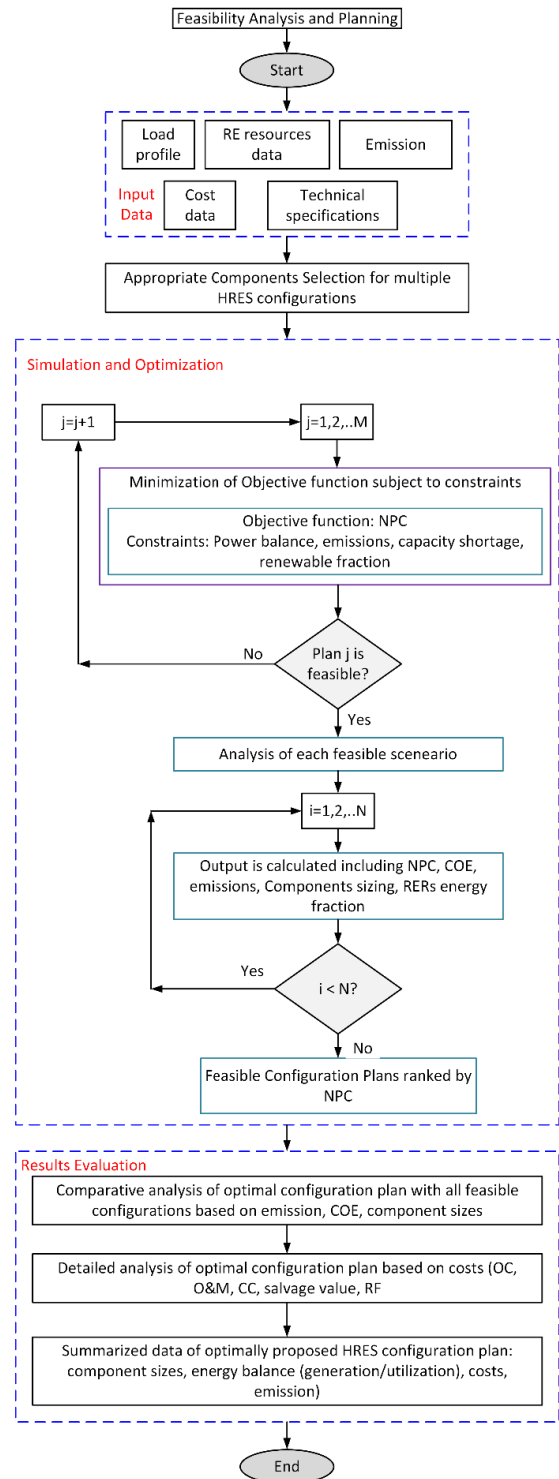 Feasibility Analysis and Planning
Start
Load
profile
RE resources
data
Emission
Input
Data
Cost
data
Technical
specifications
Appropriate Components Selection for multiple
HRES configurations
Simulation and Optimization
j=j+1
j=1,2,..M
Minimization of Objective function subject to constraints
Objective function: NPC
Constraints: Power balance, emissions, capacity shortage,
renewable fraction
No
Plan j is
feasible?
Yes
Analysis of each feasible sceneario
i=1,2,..N
Output is calculated including NPC, COE,
emissions, Components sizing, RERs energy
fraction
Yes
i < N?
No
Feasible Configuration Plans ranked by
NPC
Results Evaluation
Comparative analysis of optimal configuration plan with all feasible
configurations based on emission, COE, component sizes
Detailed analysis of optimal configuration plan based on costs (OC,
O&M, CC, salvage value, RF
Summarized data of optimally proposed HRES configuration plan:
component sizes, energy balance (generation/utilization), costs,
emission)
End